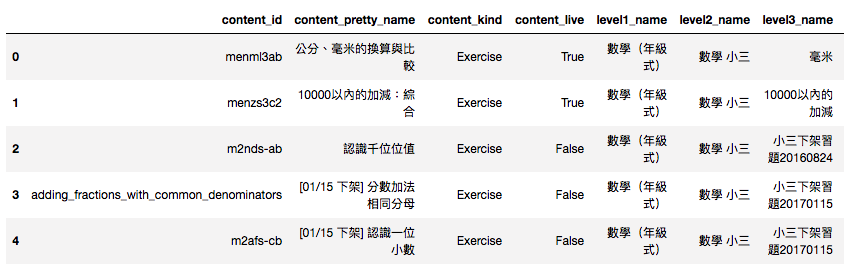 content_id content_pretty_name content_kind content_live level1_name level2_name level3_name
0 menml3ab 公分、毫米的換算與比較 Exercise True 數學（年級式） 數學 小三 毫米
1 menzs3c2 10000以內的加減：綜合 Exercise True 數學（年級式） 數學 小三 10000以內的加減
2 m2nds-ab 認識千位位值 Exercise False 數學（年級式） 數學 小三 小三下架習題20160824
3 adding_fractions_with_common_denominators [01/15 下架] 分數加法相同分母 Exercise False 數學（年級式） 數學 小三 小三下架習題20170115
4 m2afs-cb [01/15 下架] 認識一位小數 Exercise False 數學（年級式） 數學 小三 小三下架習題20170115